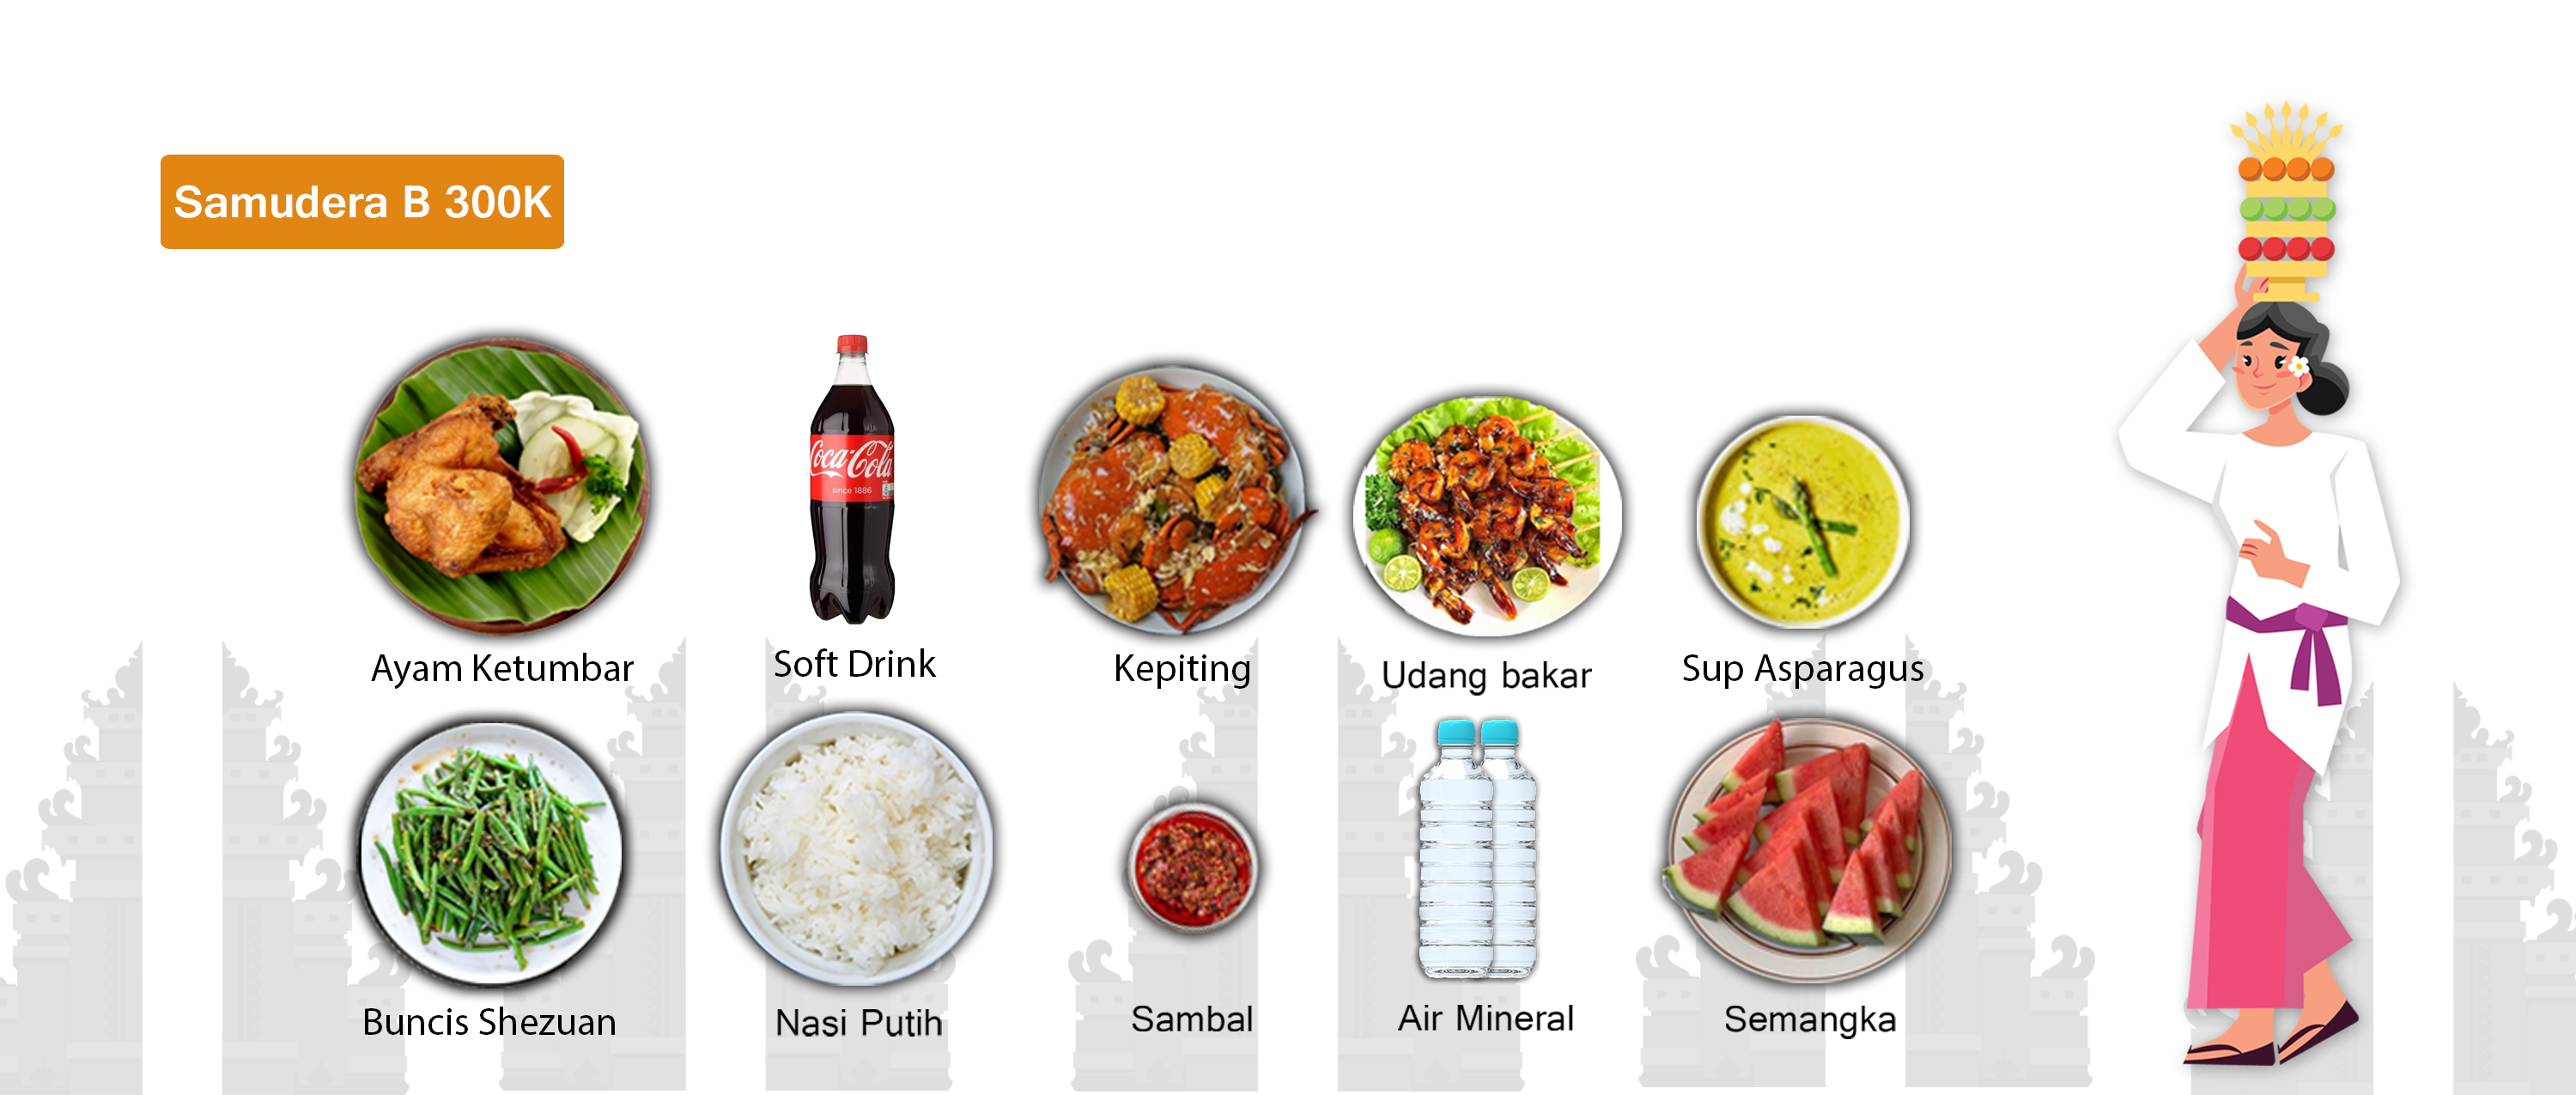 Samudera B 300K
Coca-Cola
since 1886
Ayam Ketumbar
Soft Drink
Kepiting
Udang bakar
Sup Asparagus
Buncis Shezuan
Nasi Putih
Sambal
Air Mineral
Semangka